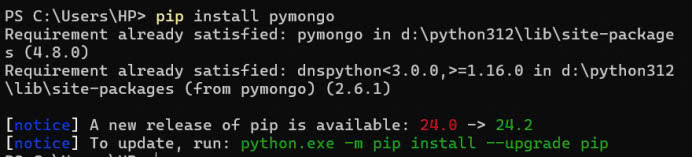 PS C:\Users\HP> pip install pymongo
Requirement already satisfied: pymongo in d:\python312\lib\site-package
s (4.8.0)
Requirement already satisfied: dnspython<3.0.0,>=1.16.0 in d:\python312
\lib\site-packages (from pymongo) (2.6.1)
[notice] A new release of pip is available: 24.0 -> 24.2
[notice] To update, run: python.exe -m pip install --upgrade pip